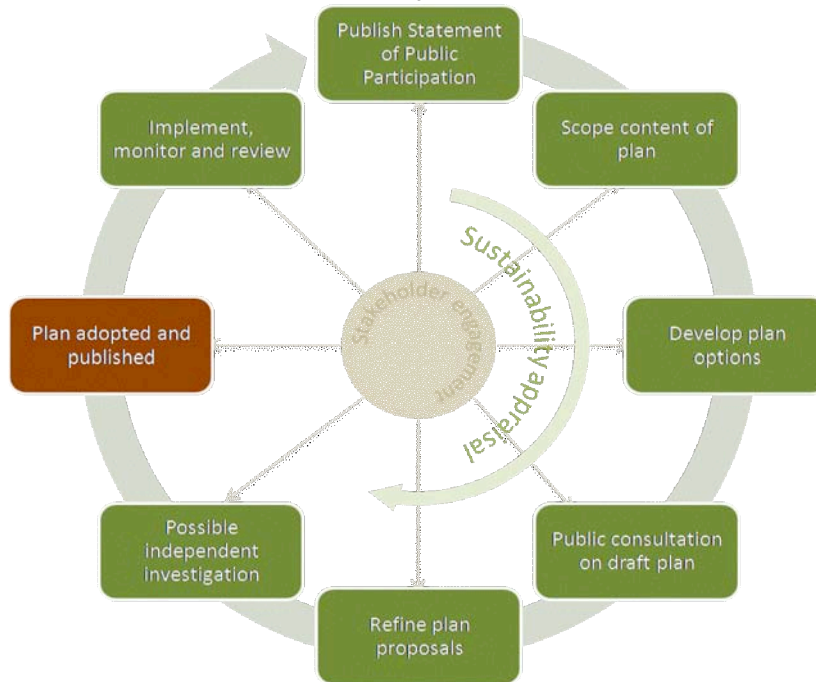 Publish Statement
of Public
Participation
Scope content of
plan
Develop plan
options
Public consultation
on draft plan
Refine plan
proposals
Possible
independent
investigation
Plan adopted and
published
Implement,
monitor and review
Stakeholder engagement
Sustainability appraisal